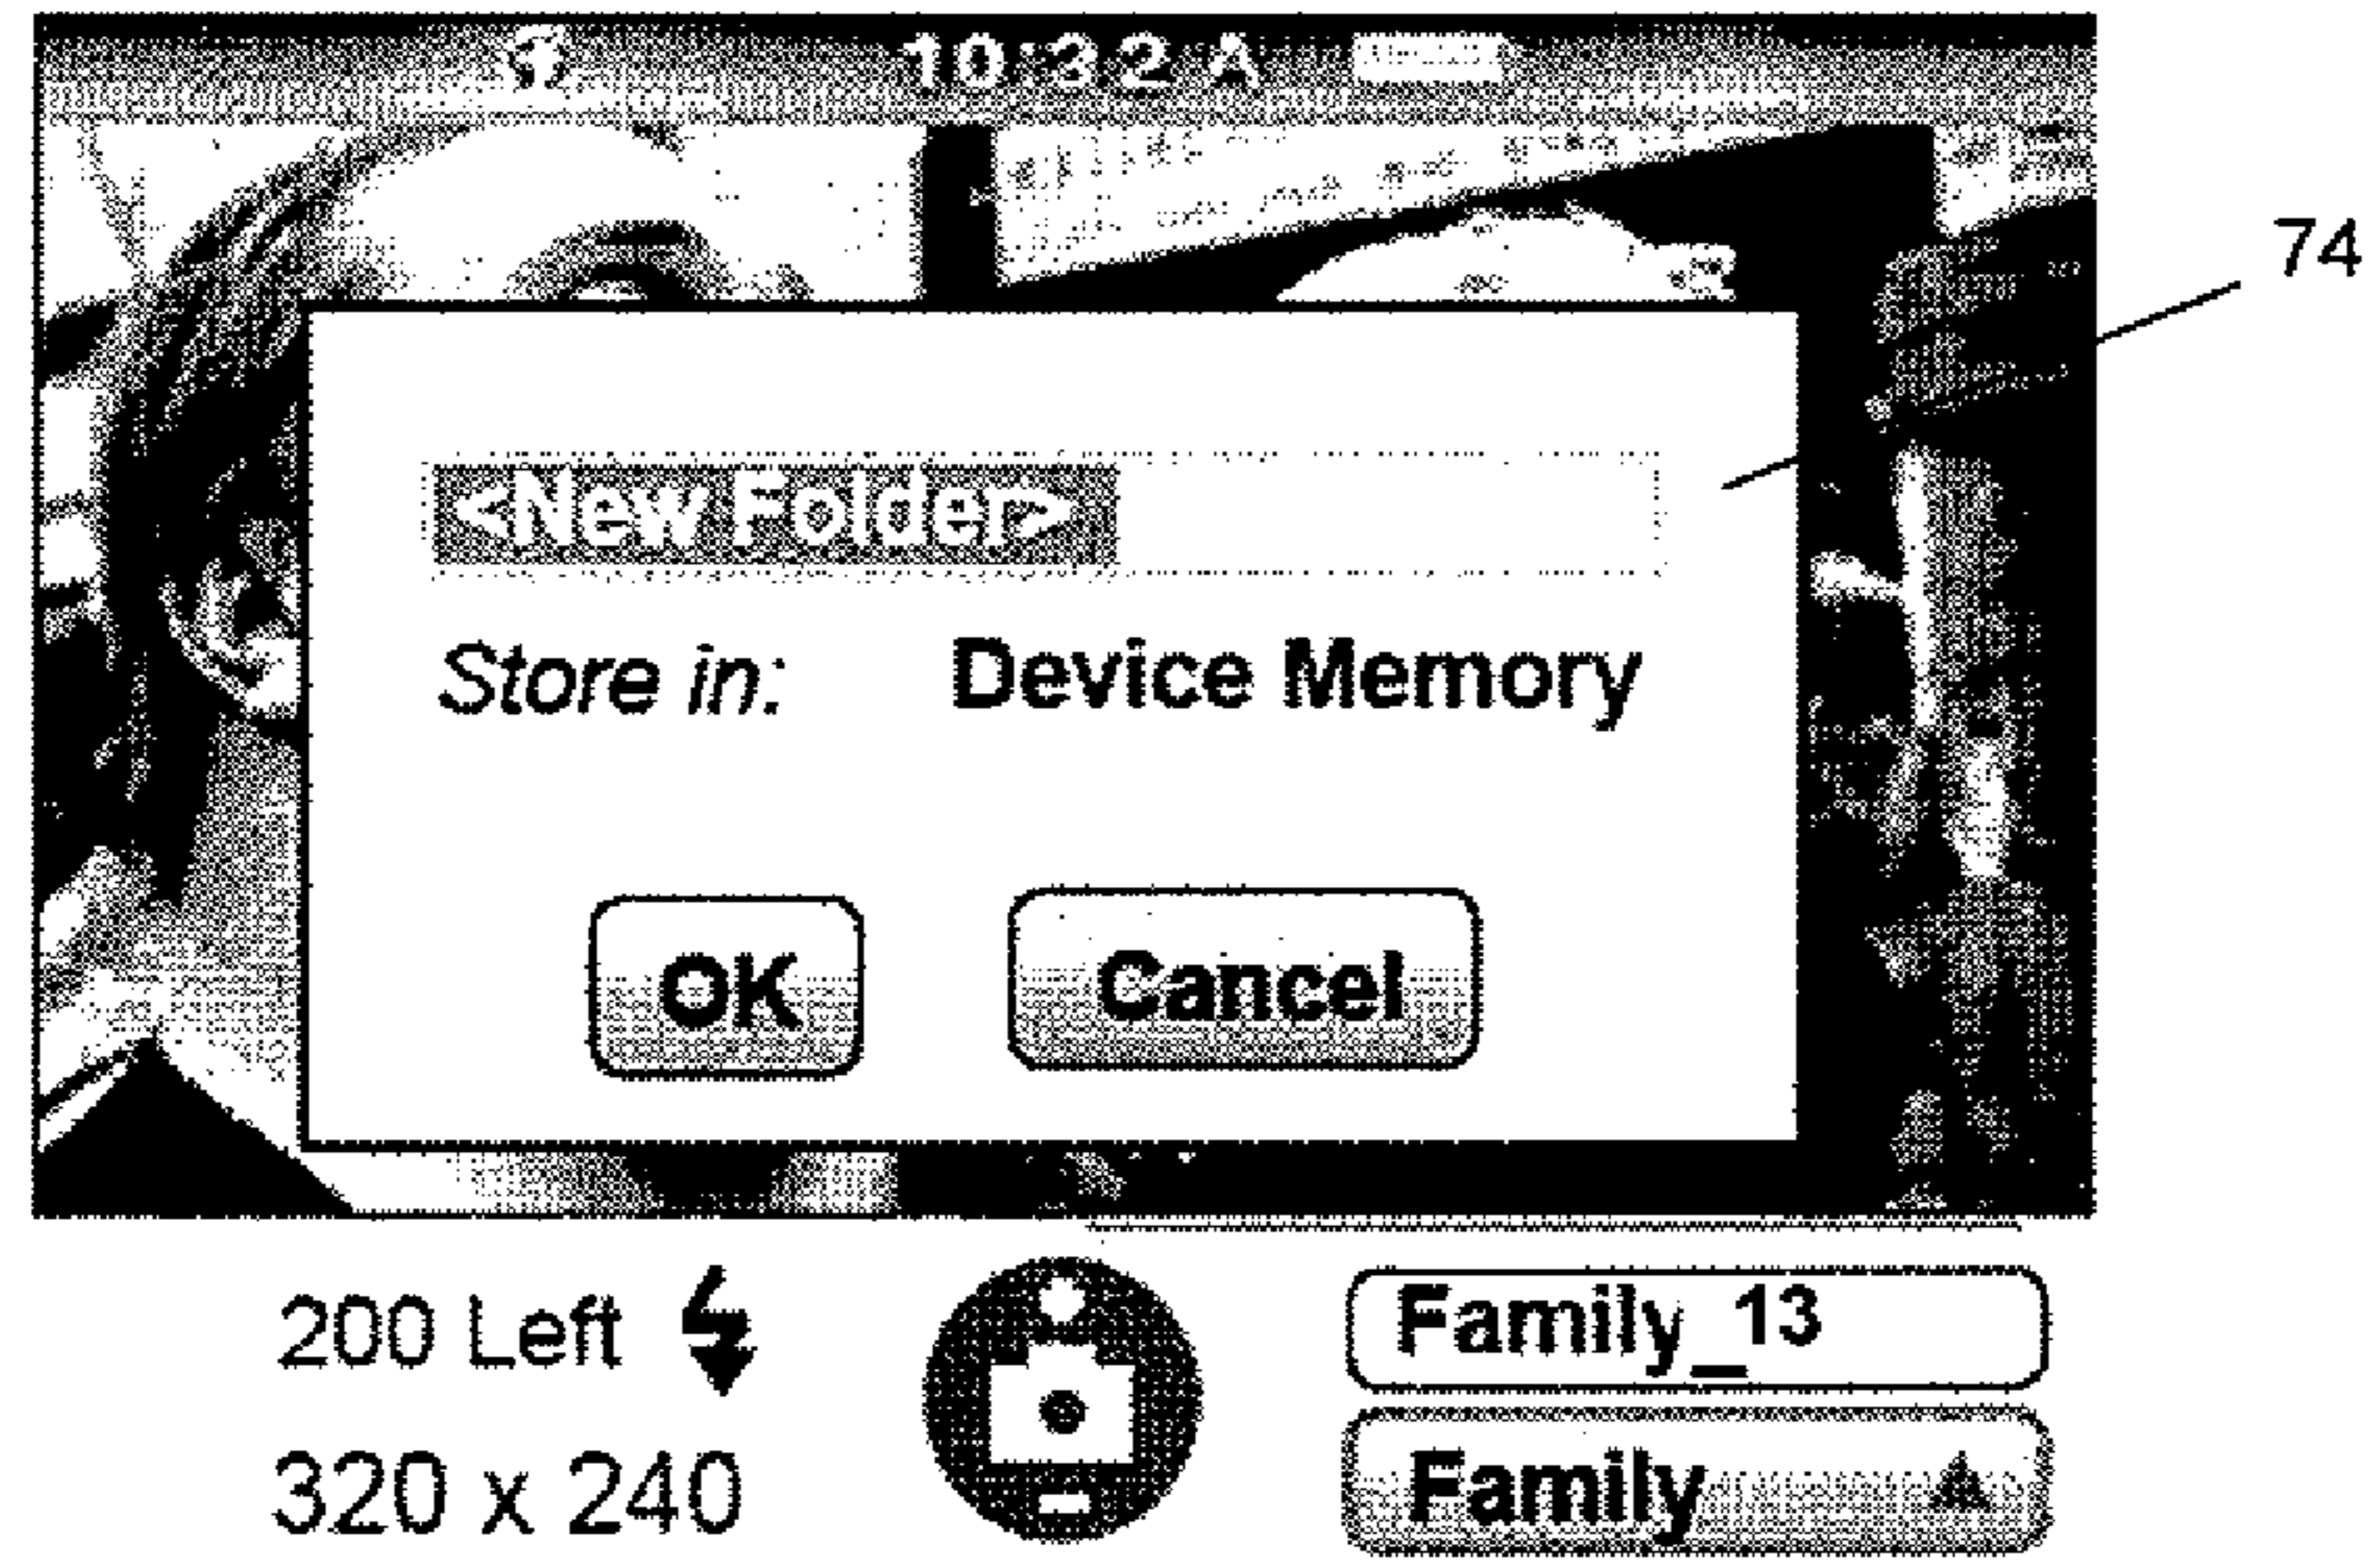 10:32 A
74
<New Folder>
Store in: Device Memory
OK Cancel
200 Left
Family_13
320 x 240
Family